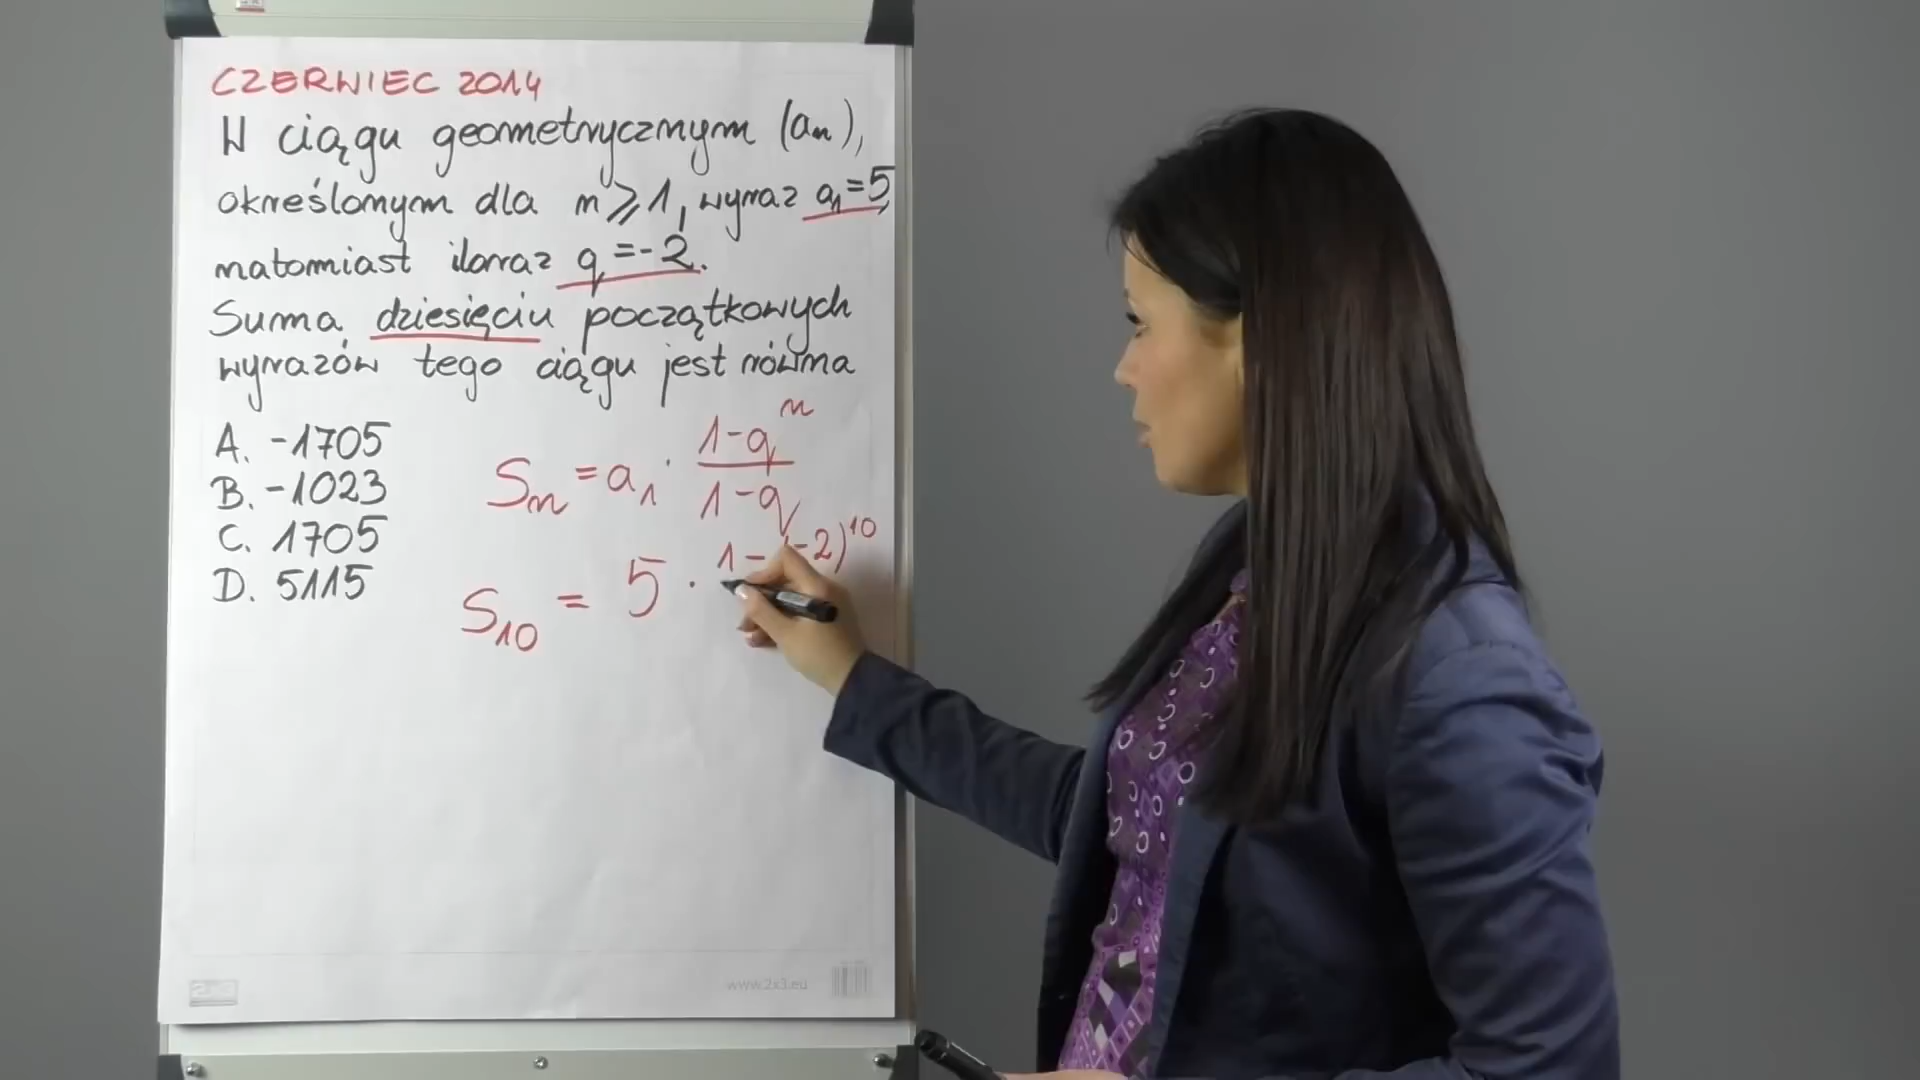 CZERWIEC 2014
W ciągu geometrycznym (aₙ),
określonym dla n ⩾ 1, wyraz a₁=5,
natomiast iloraz q=-2.
Suma dziesięciu początkowych
wyrazów tego ciągu jest równa
A. -1705
B. -1023
C. 1705
D. 5115
Sₙ = a₁ · (1-qⁿ)/(1-q)
S₁₀ = 5 · 1-(-2)¹⁰
2x3
www.2x3.eu